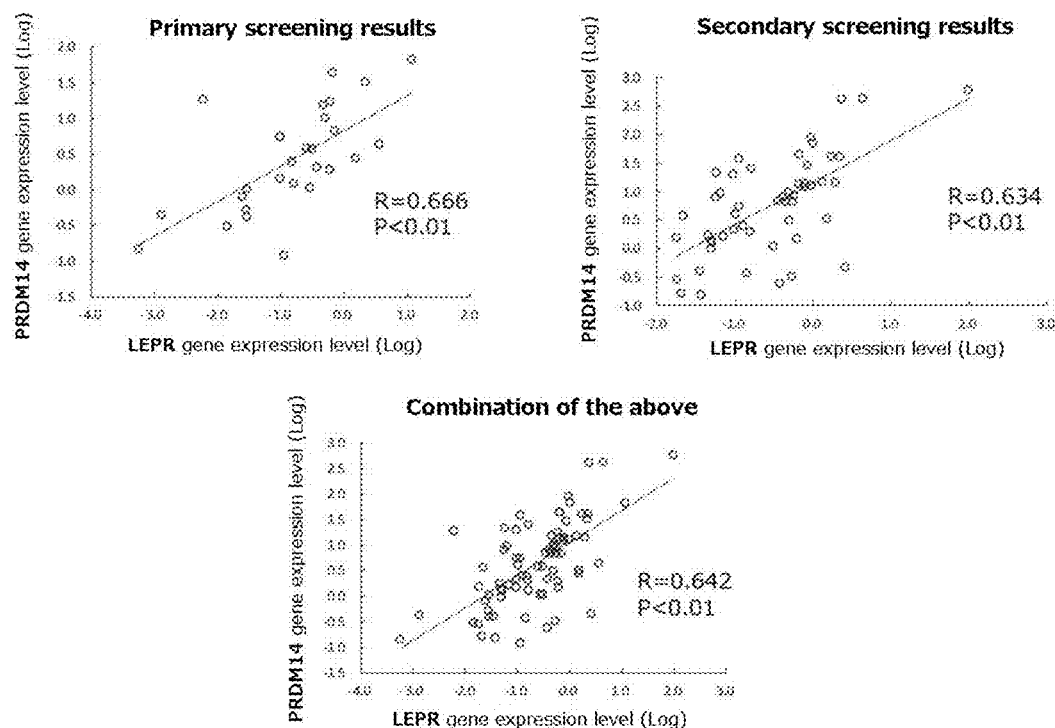 Primary screening results
PRDM14 gene expression level (Log)
2.0
1.5
1.0
0.5
0.0
0.5
1.0
1.5
-4.0 -3.0 -2.0 -1.0 0.0 1.0 2.0
R=0.666
P<0.01
LEPR gene expression level (Log)
Secondary screening results
PRDM14 gene expression level (Log)
3.0
2.5
2.0
1.5
1.0
0.5
0.0
0.5
1.0
-2.0 -1.0 0.0 2.0 3.0
R=0.634
P<0.01
LEPR gene expression level (Log)
Combination of the above
PRDM14 gene expression level (Log)
3.0
2.5
2.0
1.5
1.0
0.5
0.0
0.5
1.0
1.5
-4.0 -3.0 -2.0 -1.0 0.0 1.0 2.0 3.0
R=0.642
P<0.01
LEPR gene expression level (Log)